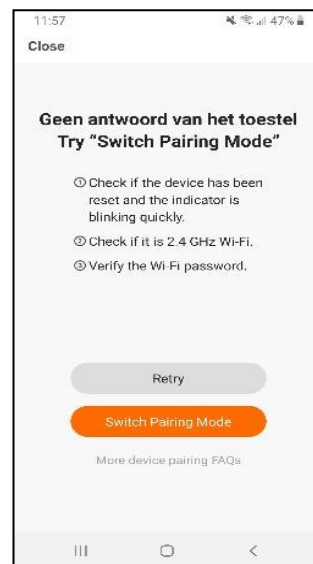 11:57 47%
Close
Geen antwoord van het toestel
Try “Switch Pairing Mode”
① Check if the device has been
reset and the indicator is
blinking quickly.
② Check if it is 2.4 GHz Wi-Fi.
③ Verify the Wi-Fi password.
Retry
Switch Pairing Mode
More device pairing FAQs